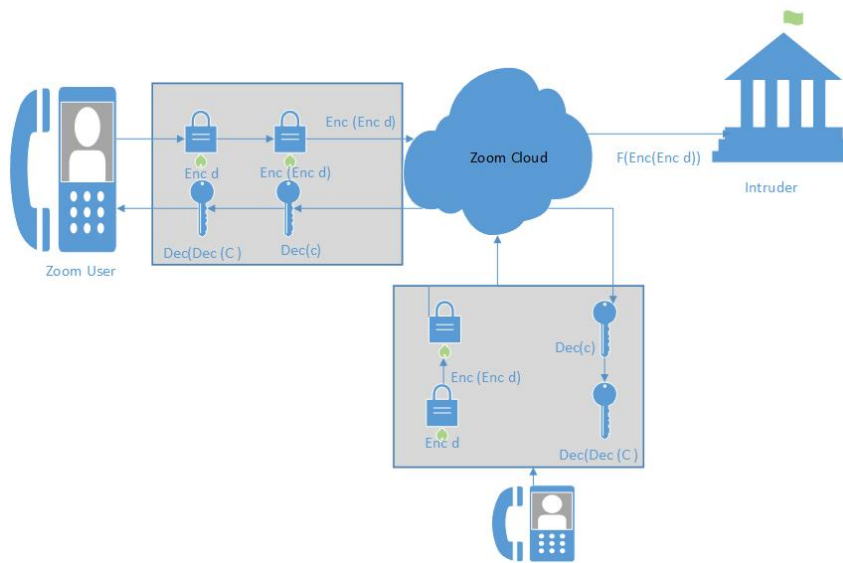 Enc (Enc d)
Zoom Cloud
F(Enc(Enc d))
Enc d
Enc (Enc d)
Intruder
Dec(Dec (C )
Dec(c)
Zoom User
Dec(c)
Enc (Enc d)
Enc d
Dec(Dec (C )